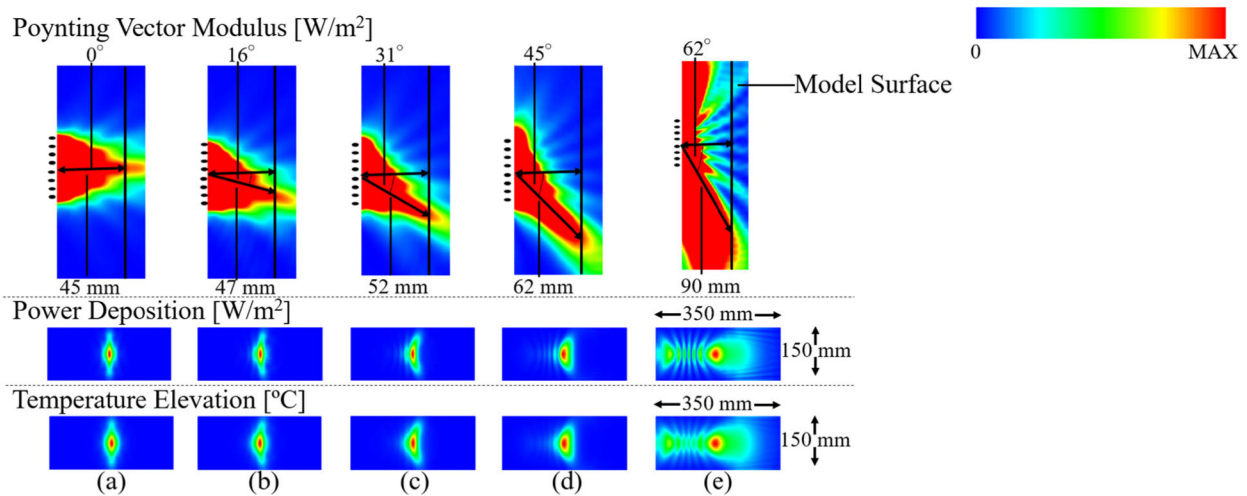 Poynting Vector Modulus [W/m²]
0 MAX
0° 16° 31° 45° 62°
Model Surface
45 mm 47 mm 52 mm 62 mm 90 mm
Power Deposition [W/m²]
350 mm
150 mm
Temperature Elevation [ºC]
350 mm
150 mm
(a) (b) (c) (d) (e)